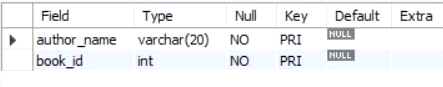 Field Type Null Key Default Extra
author_name varchar(20) NO PRI NULL
book_id int NO PRI NULL